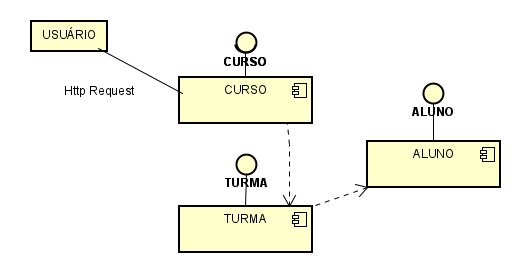 USUÁRIO
CURSO
Http Request
CURSO
ALUNO
ALUNO
TURMA
TURMA